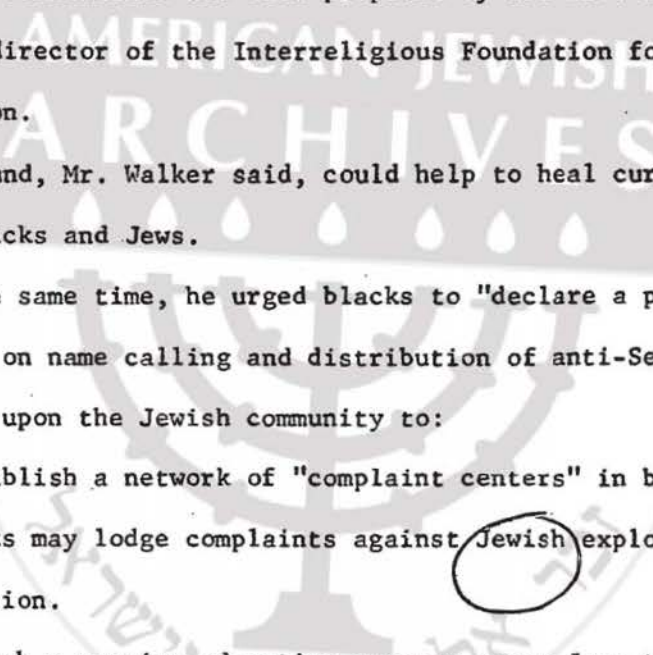 director of the Interreligious Foundation fo
on.
und, Mr. Walker said, could help to heal cur
cks and Jews.
same time, he urged blacks to "declare a p
on name calling and distribution of anti-Se
upon the Jewish community to:
blish a network of "complaint centers" in b
s may lodge complaints against Jewish explo
ion.
AMERICAN JEWISH
ARCHIVES